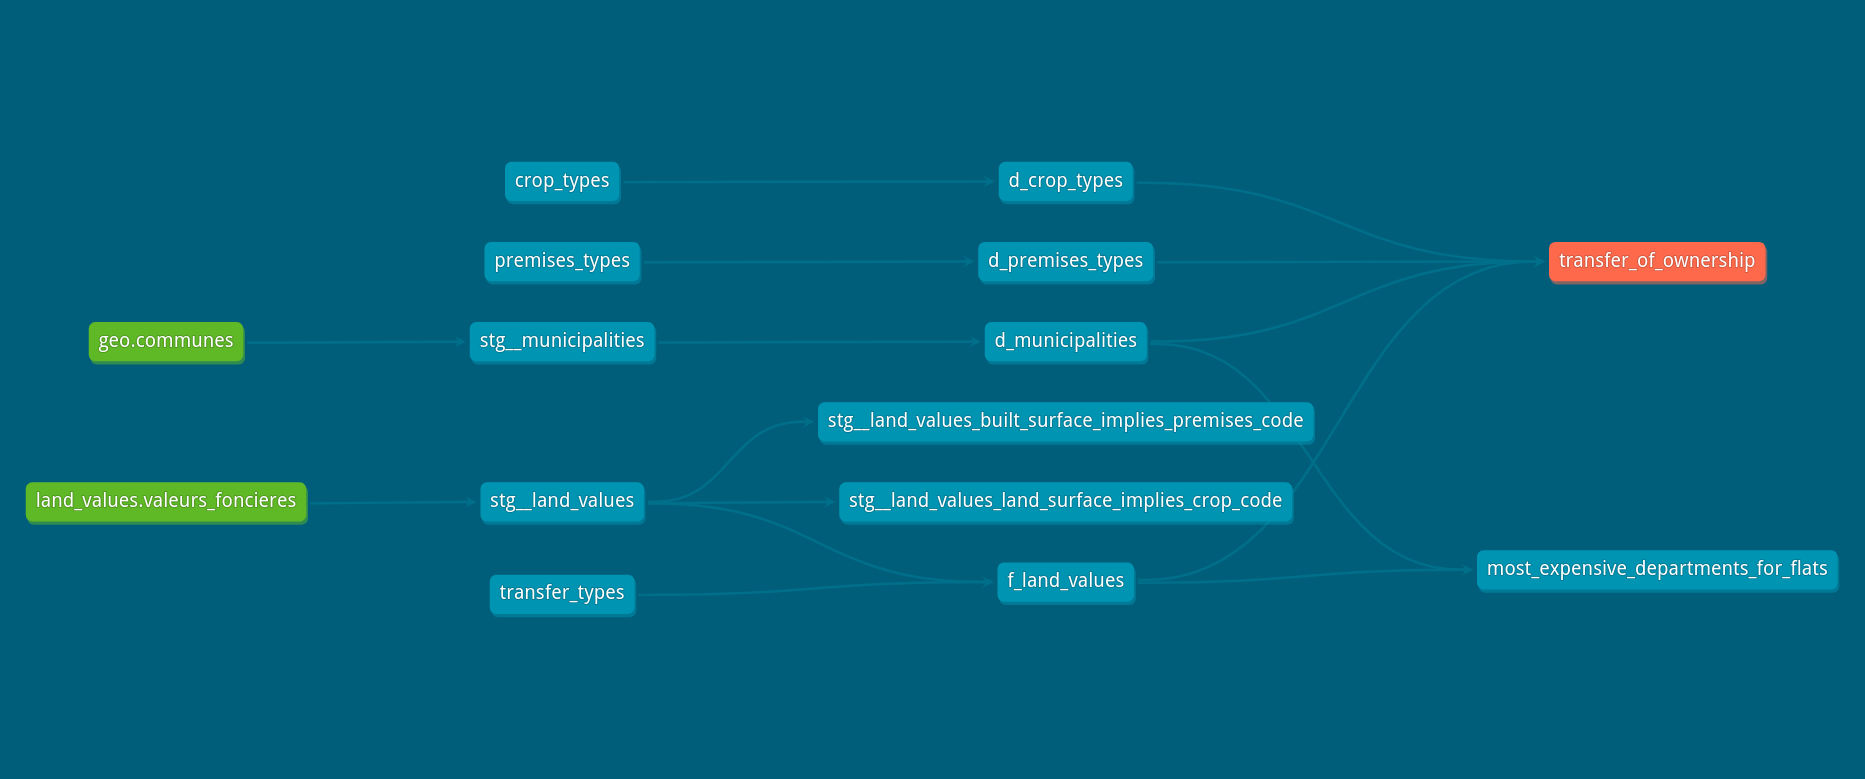 crop_types
d_crop_types
premises_types
d_premises_types
transfer_of_ownership
geo.communes
stg__municipalities
d_municipalities
stg__land_values_built_surface_implies_premises_code
land_values.valeurs_foncieres
stg__land_values
stg__land_values_land_surface_implies_crop_code
transfer_types
f_land_values
most_expensive_departments_for_flats